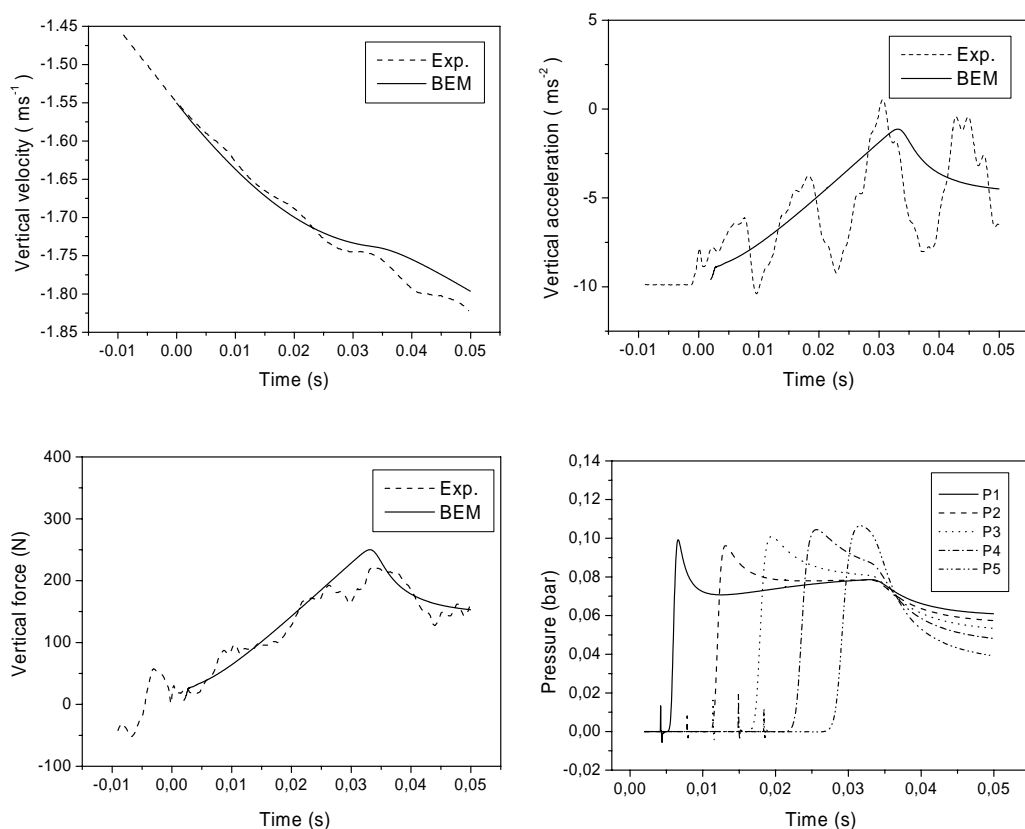 -1.45
-1.50
-1.55
-1.60
-1.65
-1.70
-1.75
-1.80
-1.85
Vertical velocity ( ms-1 )
Exp.
BEM
-0.01 0.00 0.01 0.02 0.03 0.04 0.05
Time (s)
5
0
-5
-10
Vertical acceleration ( ms-2 )
Exp.
BEM
-0.01 0.00 0.01 0.02 0.03 0.04 0.05
Time (s)
400
300
200
100
0
-100
Vertical force (N)
Exp.
BEM
-0,01 0,00 0,01 0,02 0,03 0,04 0,05
Time (s)
0,14
0,12
0,10
0,08
0,06
0,04
0,02
0,00
-0,02
Pressure (bar)
P1
P2
P3
P4
P5
0,00 0,01 0,02 0,03 0,04 0,05
Time (s)